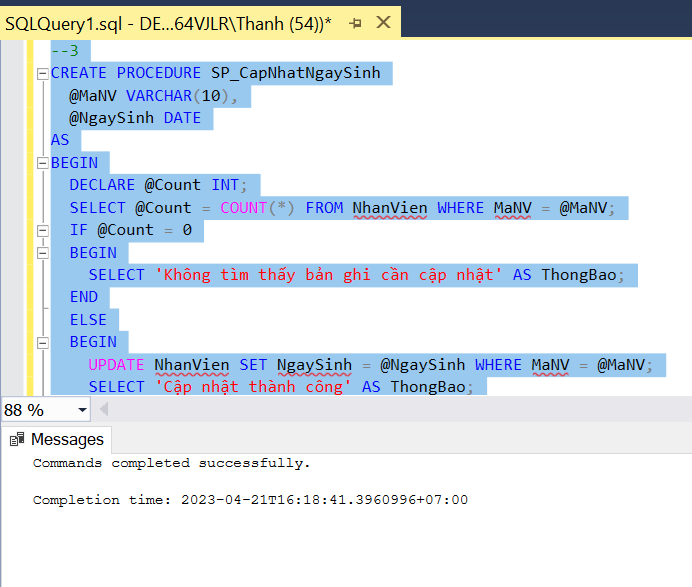 SQLQuery1.sql - DE...64VJLR\Thanh (54))*
--3
CREATE PROCEDURE SP_CapNhatNgaySinh
@MaNV VARCHAR(10),
@NgaySinh DATE
AS
BEGIN
DECLARE @Count INT;
SELECT @Count = COUNT(*) FROM NhanVien WHERE MaNV = @MaNV;
IF @Count = 0
BEGIN
SELECT 'Không tìm thấy bản ghi cần cập nhật' AS ThongBao;
END
ELSE
BEGIN
UPDATE NhanVien SET NgaySinh = @NgaySinh WHERE MaNV = @MaNV;
SELECT 'Cập nhật thành công' AS ThongBao;
88 %
Messages
Commands completed successfully.
Completion time: 2023-04-21T16:18:41.3960996+07:00